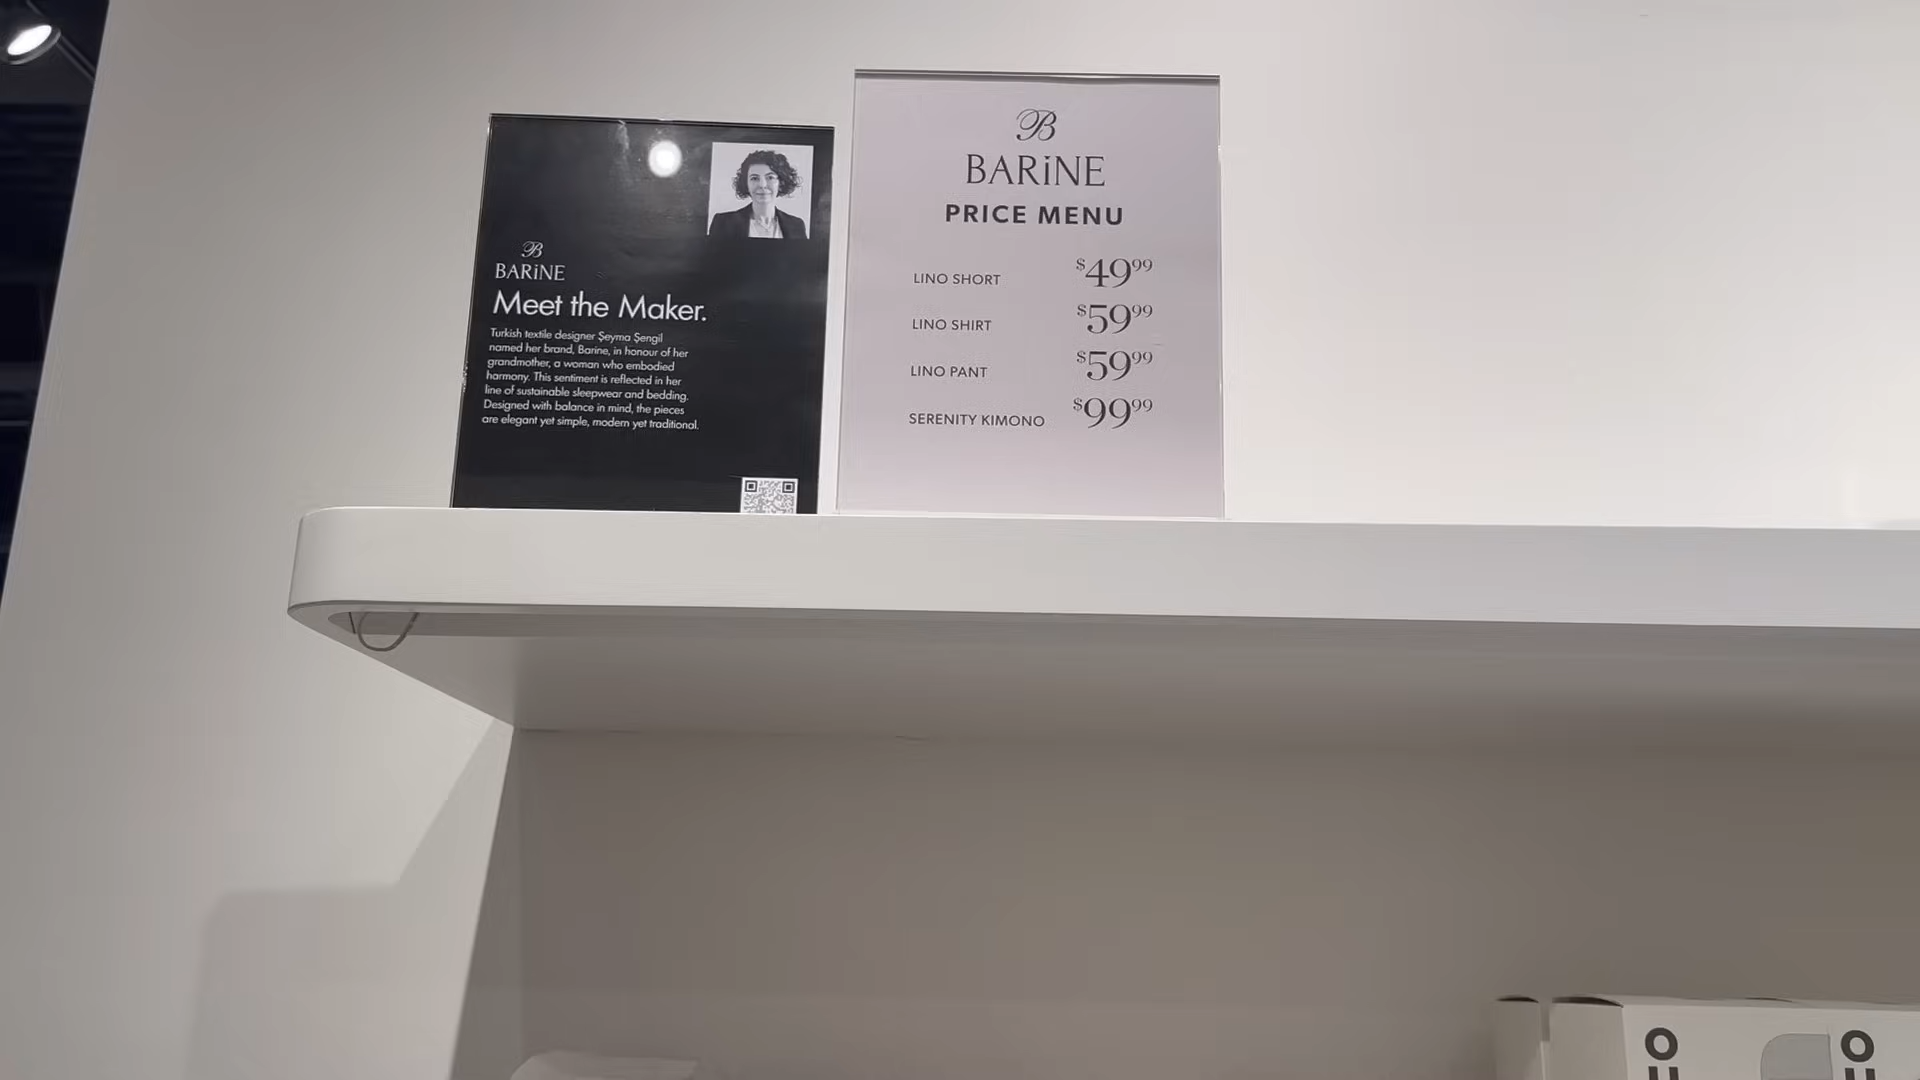 B
BARiNE
Meet the Maker.
Turkish textile designer Şeyma Şengil
named her brand, Barine, in honour of her
grandmother, a woman who embodied
harmony. This sentiment is reflected in her
line of sustainable sleepwear and bedding.
Designed with balance in mind, the pieces
are elegant yet simple, modern yet traditional.
B
BARiNE
PRICE MENU
LINO SHORT $49.99
LINO SHIRT $59.99
LINO PANT $59.99
SERENITY KIMONO $99.99